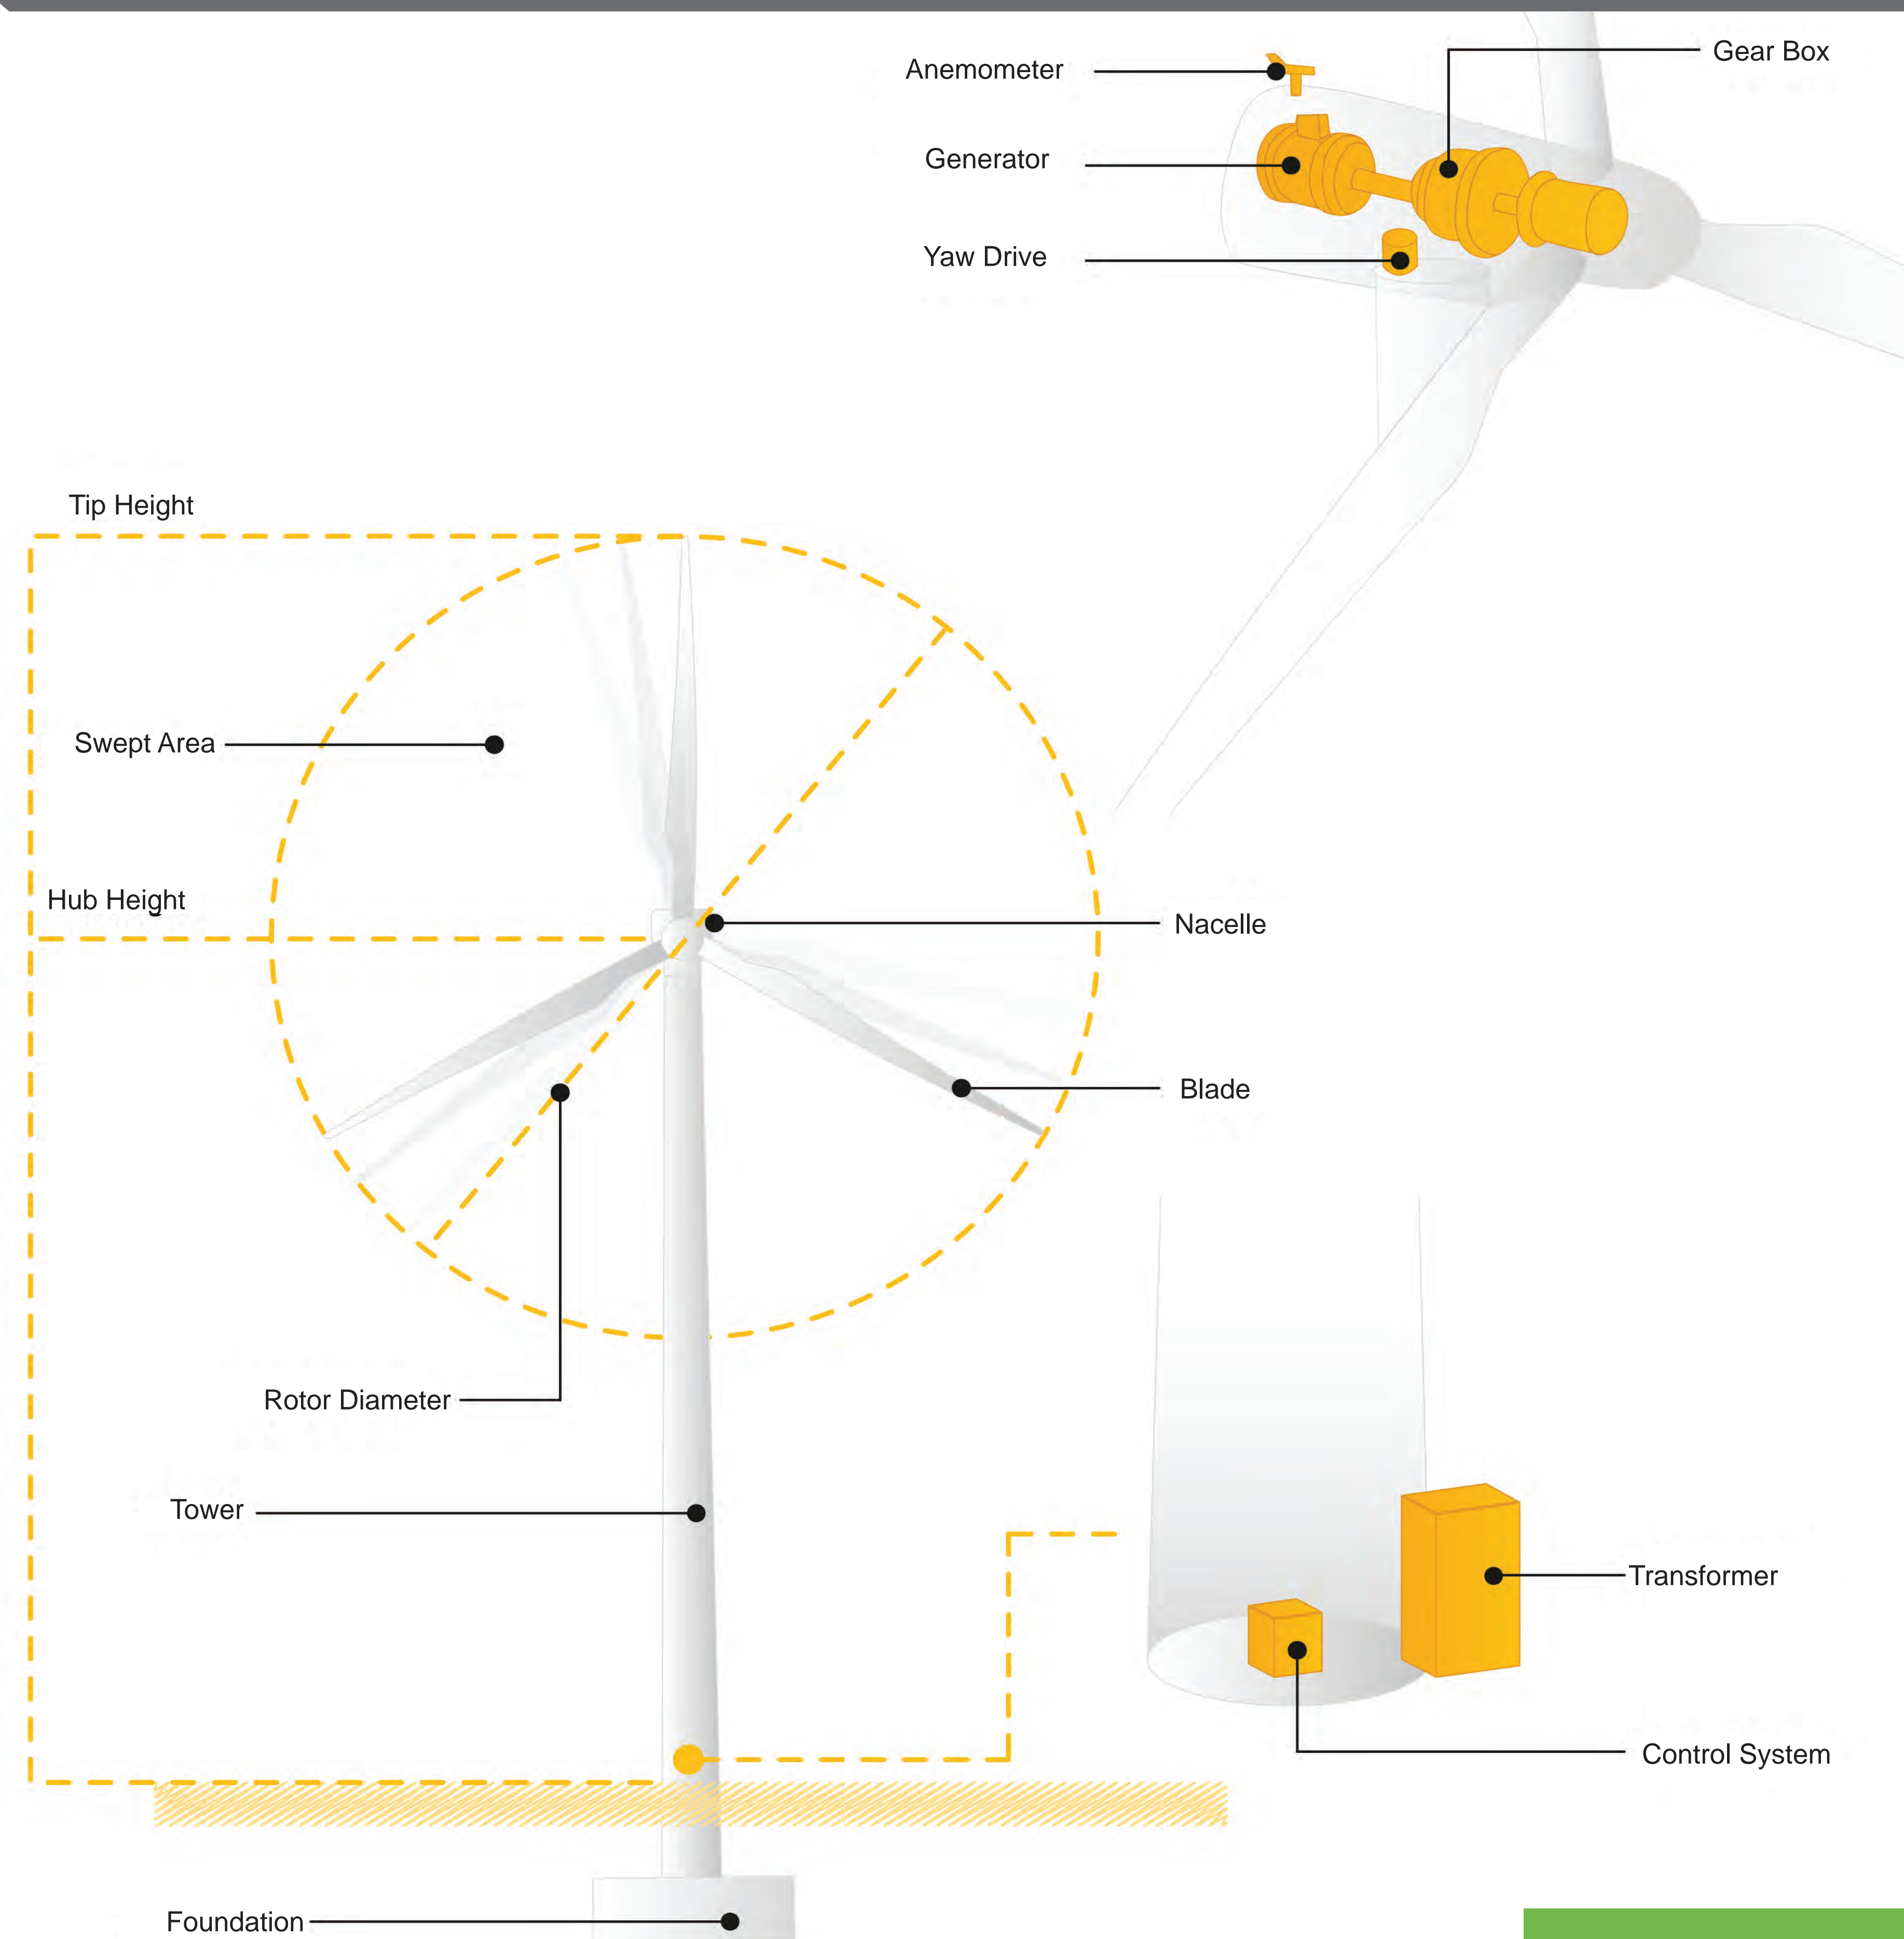 Anemometer
Gear Box
Generator
Yaw Drive
Tip Height
Swept Area
Hub Height
Nacelle
Blade
Rotor Diameter
Tower
Transformer
Control System
Foundation